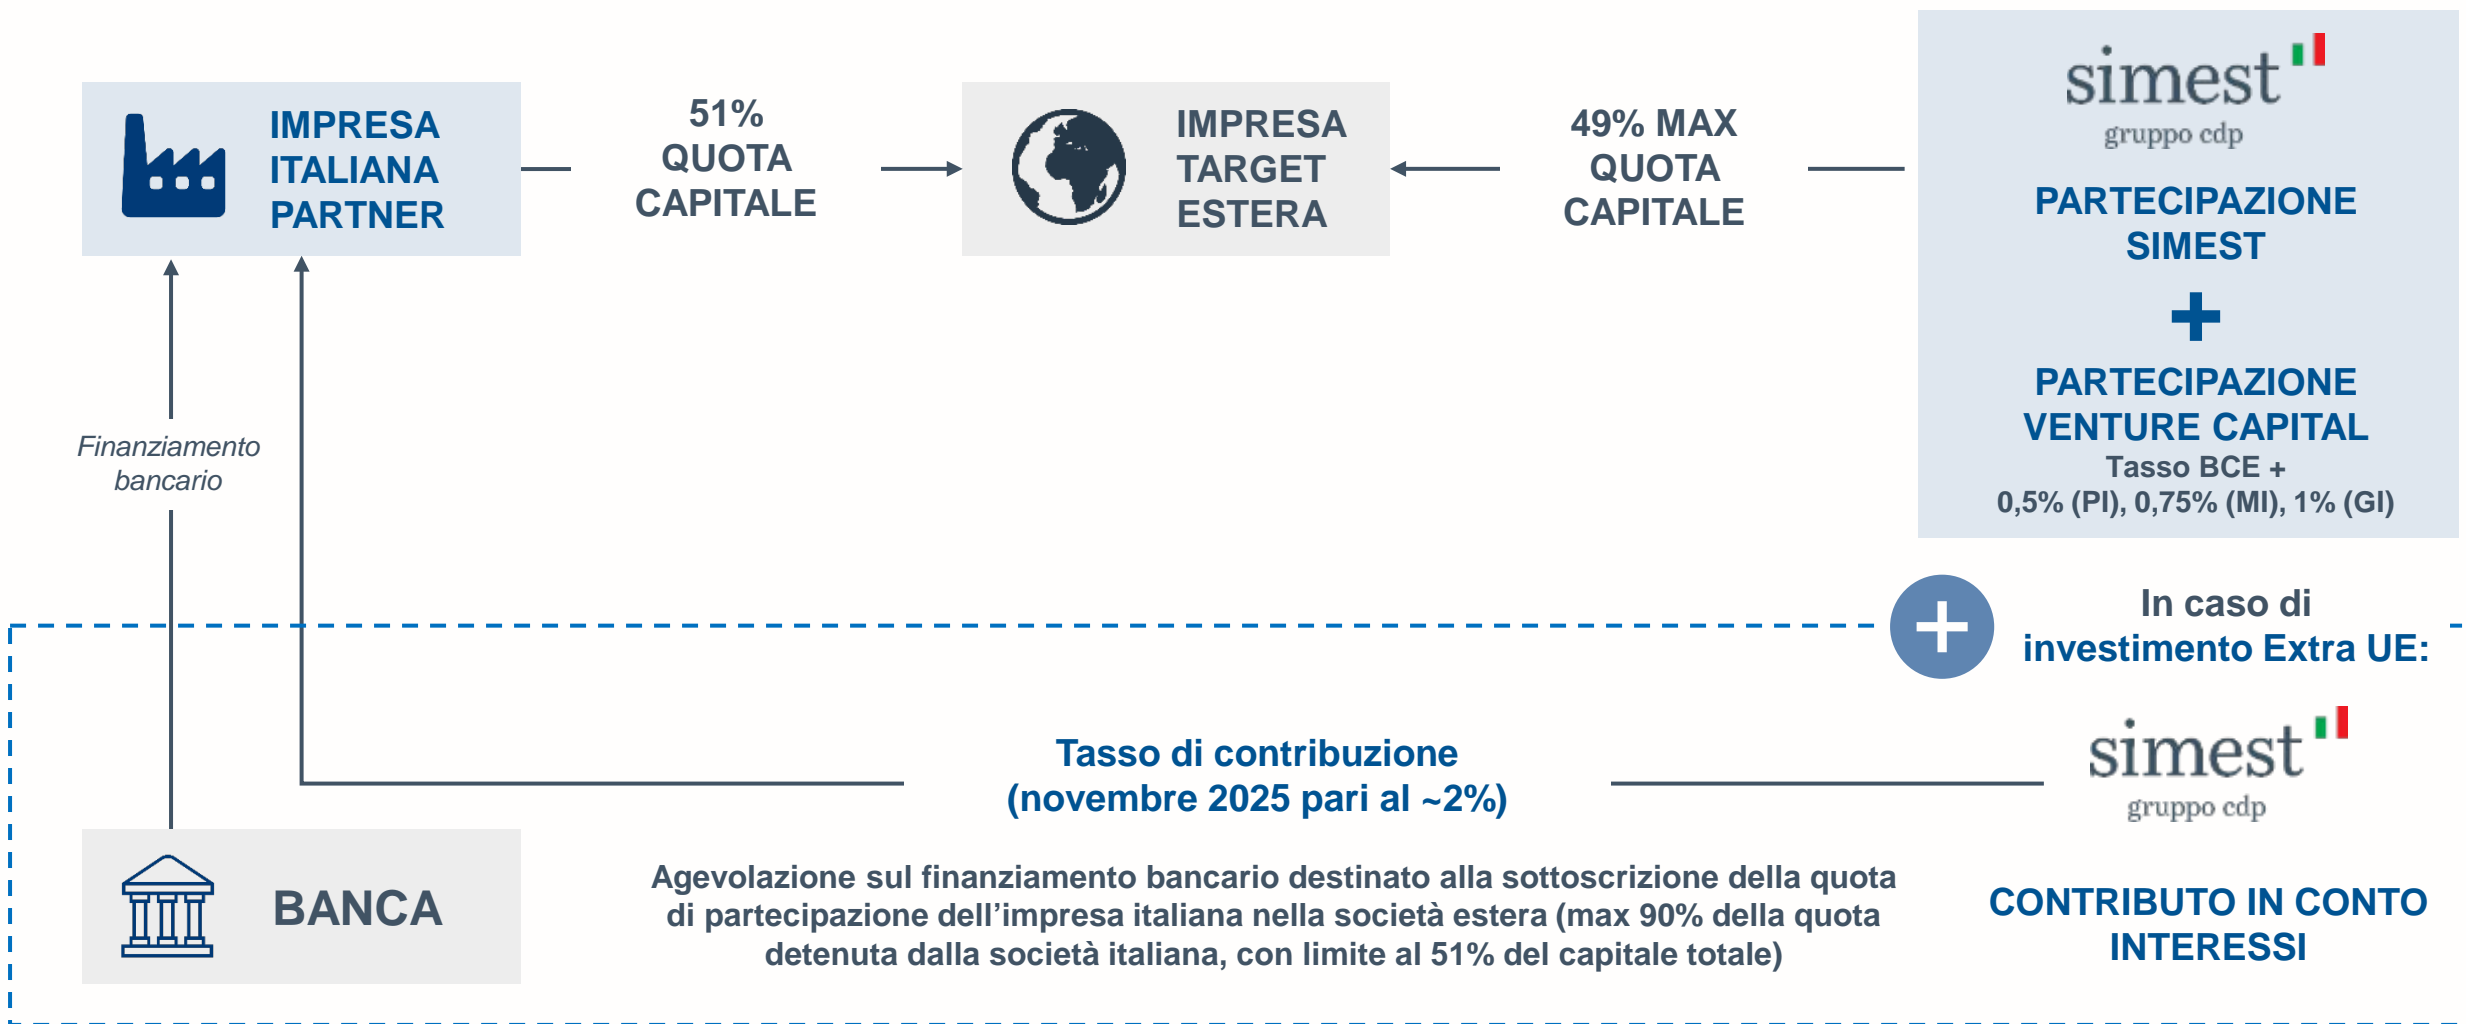 IMPRESA
ITALIANA
PARTNER
51%
QUOTA
CAPITALE
IMPRESA
TARGET
ESTERA
49% MAX
QUOTA
CAPITALE
simest
gruppo cdp
PARTECIPAZIONE
SIMEST
+
PARTECIPAZIONE
VENTURE CAPITAL
Tasso BCE +
0,5% (PI), 0,75% (MI), 1% (GI)
Finanziamento
bancario
+
In caso di
investimento Extra UE:
Tasso di contribuzione
(novembre 2025 pari al ~2%)
simest
gruppo cdp
BANCA
Agevolazione sul finanziamento bancario destinato alla sottoscrizione della quota
di partecipazione dell’impresa italiana nella società estera (max 90% della quota
detenuta dalla società italiana, con limite al 51% del capitale totale)
CONTRIBUTO IN CONTO
INTERESSI